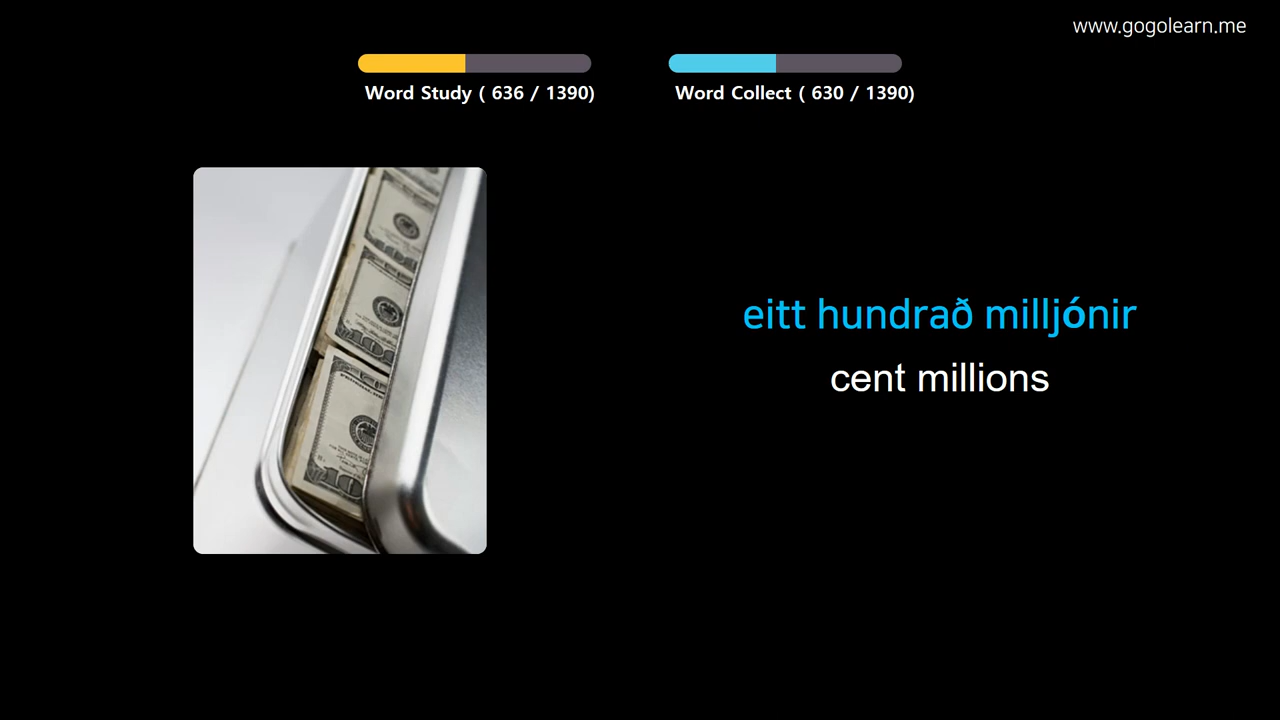 www.gogolearn.me
Word Study ( 636 / 1390)
Word Collect ( 630 / 1390)
eitt hundrað milljónir
cent millions